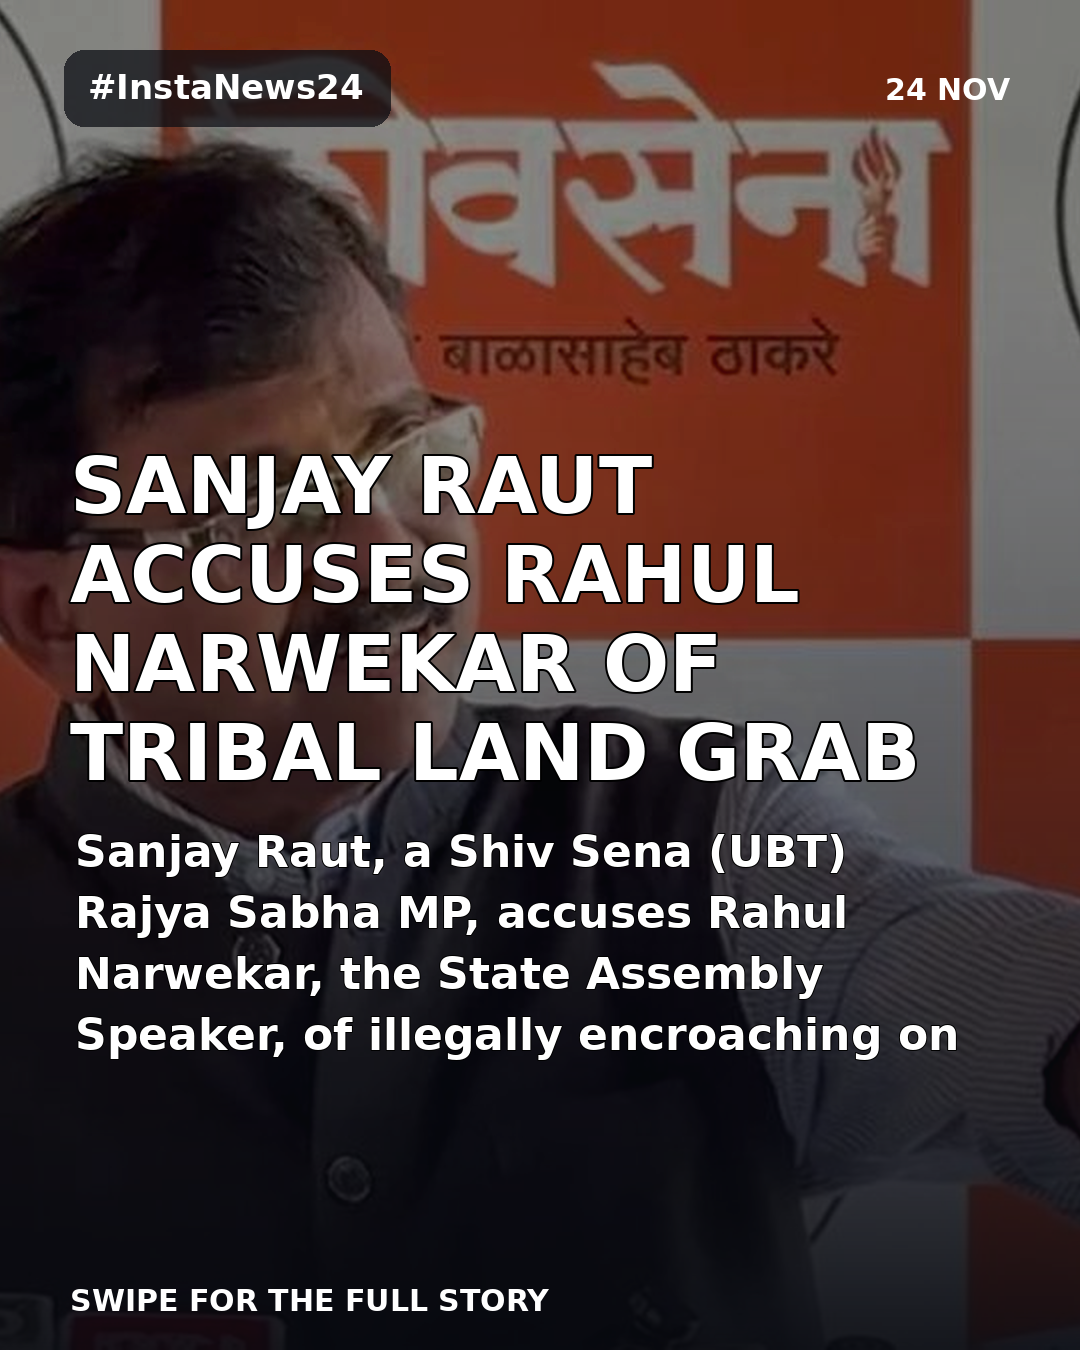 #InstaNews24
24 NOV
बाळासाहेब ठाकरे
SANJAY RAUT
ACCUSES RAHUL
NARWEKAR OF
TRIBAL LAND GRAB
Sanjay Raut, a Shiv Sena (UBT)
Rajya Sabha MP, accuses Rahul
Narwekar, the State Assembly
Speaker, of illegally encroaching on
SWIPE FOR THE FULL STORY